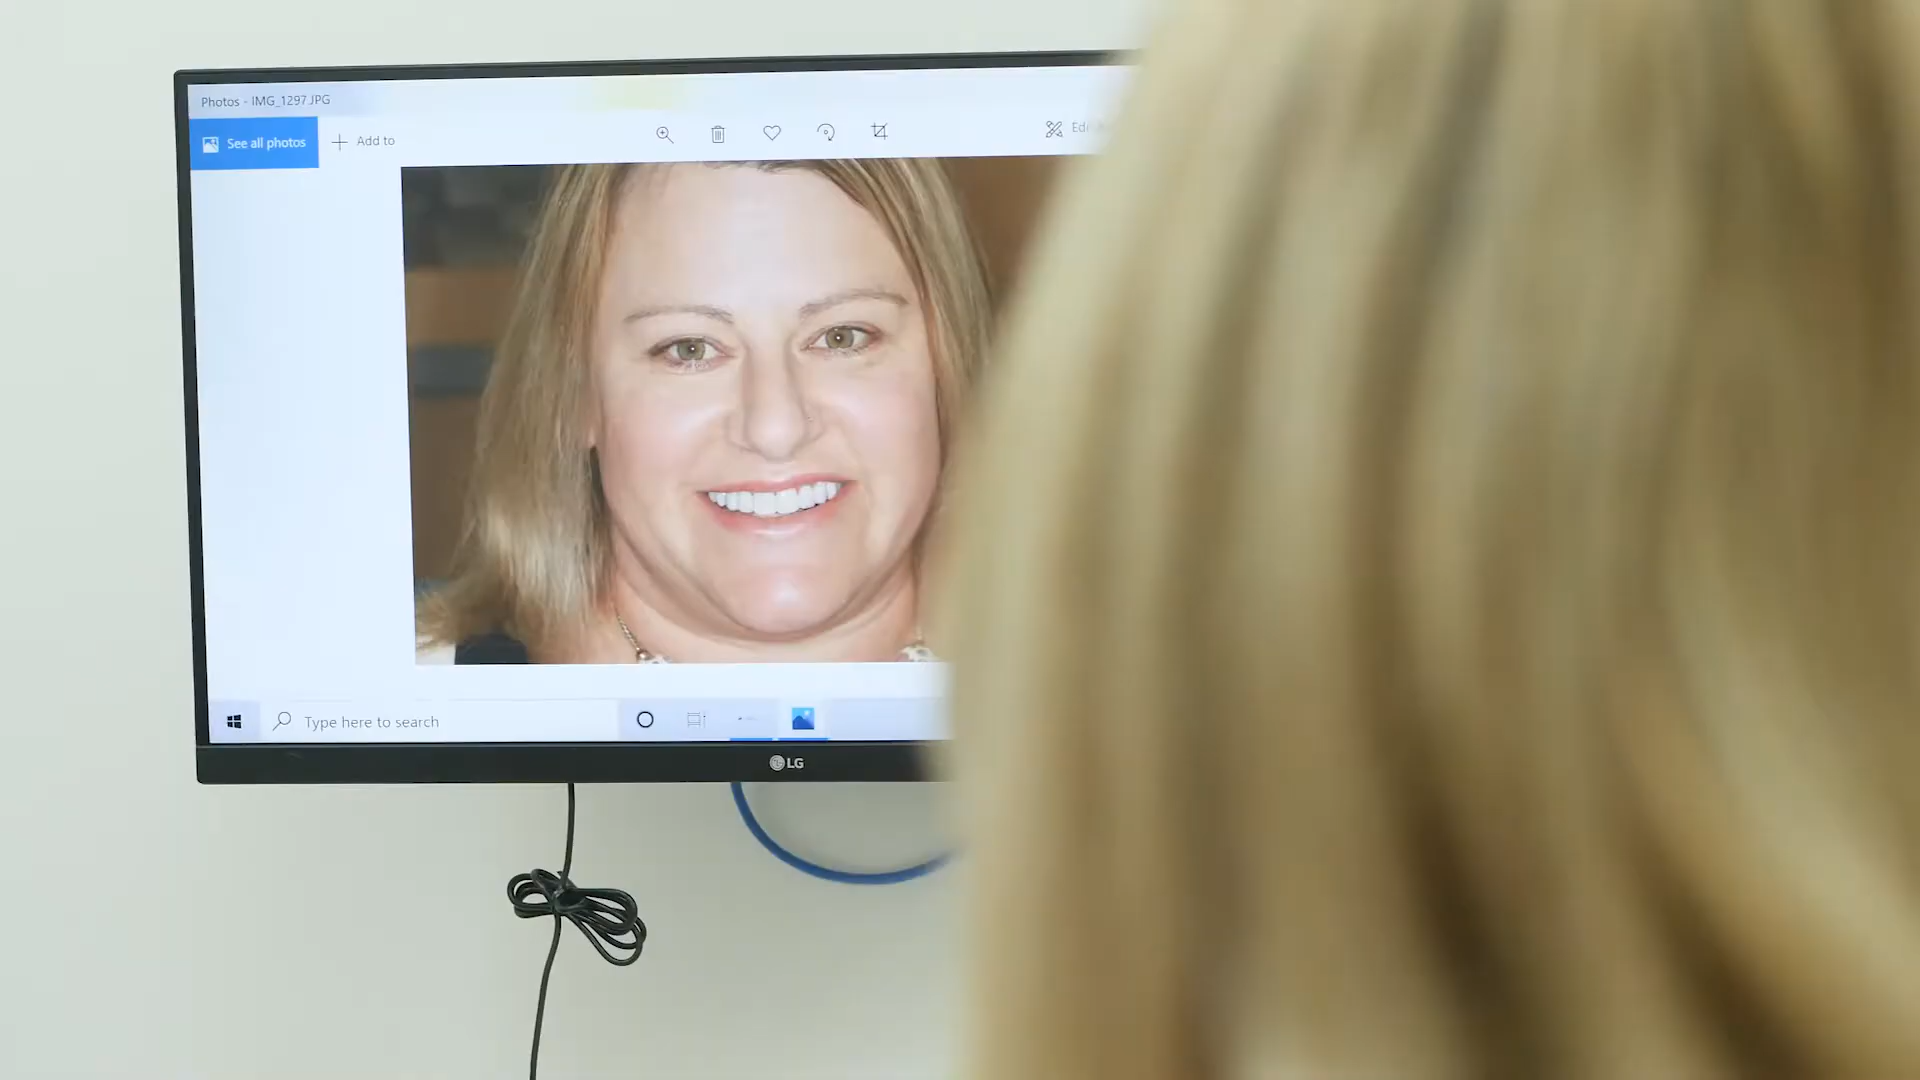 Photos - IMG_1297.JPG
See all photos
Add to
Type here to search
LG